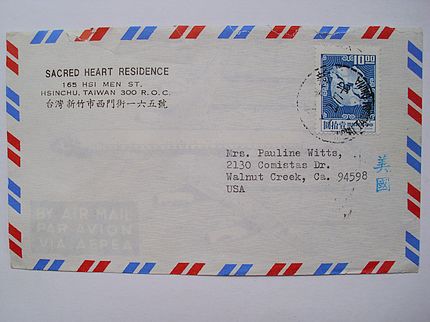 SACRED HEART RESIDENCE
165 HSI MEN ST.
HSINCHU, TAIWAN 300 R.O.C.
台灣新竹市西門街一六五號
10.00
Mrs. Pauline Witts,
2130 Comistas Dr.
Walnut Creek, Ca. 94598
USA
美國
BY AIR MAIL
PAR AVION
VIA AEREA